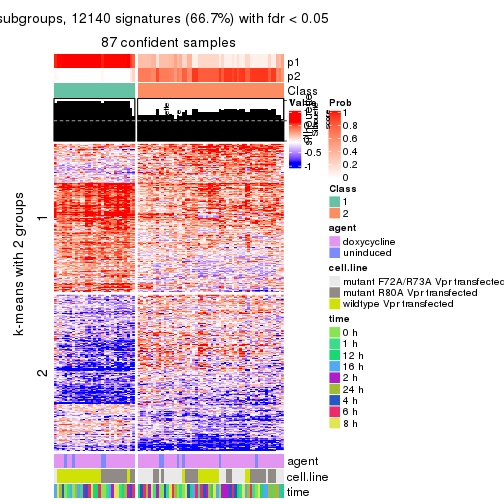 subgroups, 12140 signatures (66.7%) with fdr < 0.05
87 confident samples
p1
p2
Class
k-means with 2 groups
1
2
Value
-0.5
-1
Prob
1
0.8
0.6
0.4
0.2
0
Class
1
2
agent
doxycycline
uninduced
cell.line
mutant F72A/R73A Vpr transfected
mutant R80A Vpr transfected
wildtype Vpr transfected
time
0 h
1 h
12 h
16 h
2 h
24 h
4 h
6 h
8 h
agent
cell.line
time